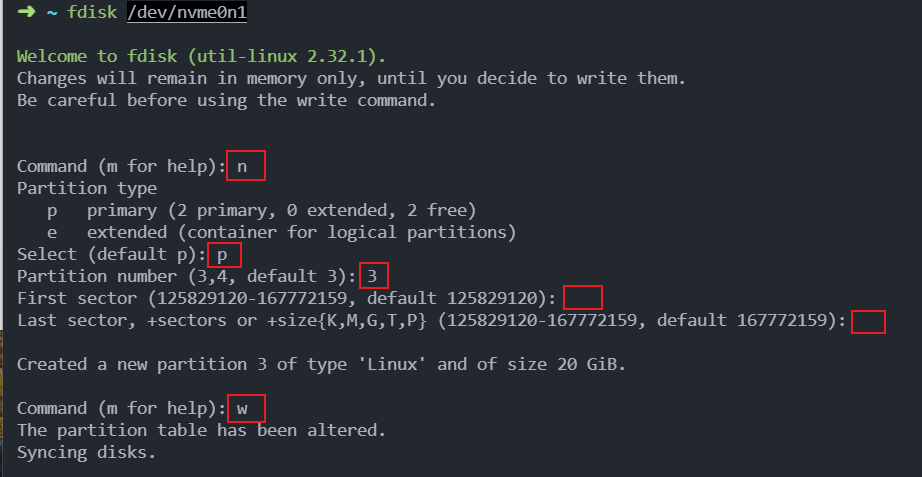 ➜ ~ fdisk /dev/nvme0n1
Welcome to fdisk (util-linux 2.32.1).
Changes will remain in memory only, until you decide to write them.
Be careful before using the write command.
Command (m for help): n
Partition type
p primary (2 primary, 0 extended, 2 free)
e extended (container for logical partitions)
Select (default p): p
Partition number (3,4, default 3): 3
First sector (125829120-167772159, default 125829120):
Last sector, +sectors or +size{K,M,G,T,P} (125829120-167772159, default 167772159):
Created a new partition 3 of type 'Linux' and of size 20 GiB.
Command (m for help): w
The partition table has been altered.
Syncing disks.